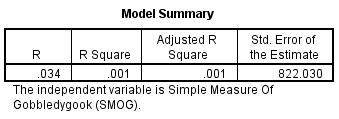 Model Summary
R R Square Adjusted R Square Std. Error of the Estimate
.034 .001 .001 822.030
The independent variable is Simple Measure Of
Gobbledygook (SMOG).